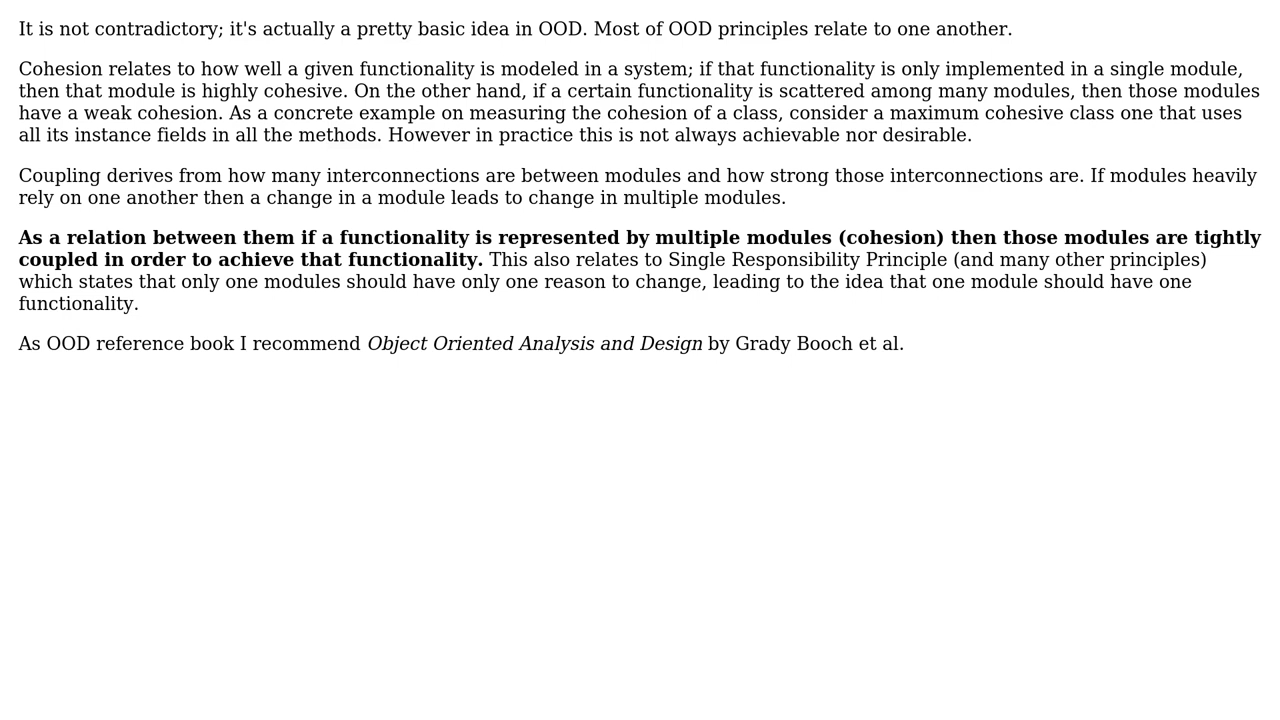 It is not contradictory; it's actually a pretty basic idea in OOD. Most of OOD principles relate to one another.
Cohesion relates to how well a given functionality is modeled in a system; if that functionality is only implemented in a single module,
then that module is highly cohesive. On the other hand, if a certain functionality is scattered among many modules, then those modules
have a weak cohesion. As a concrete example on measuring the cohesion of a class, consider a maximum cohesive class one that uses
all its instance fields in all the methods. However in practice this is not always achievable nor desirable.
Coupling derives from how many interconnections are between modules and how strong those interconnections are. If modules heavily
rely on one another then a change in a module leads to change in multiple modules.
As a relation between them if a functionality is represented by multiple modules (cohesion) then those modules are tightly
coupled in order to achieve that functionality. This also relates to Single Responsibility Principle (and many other principles)
which states that only one modules should have only one reason to change, leading to the idea that one module should have one
functionality.
As OOD reference book I recommend Object Oriented Analysis and Design by Grady Booch et al.